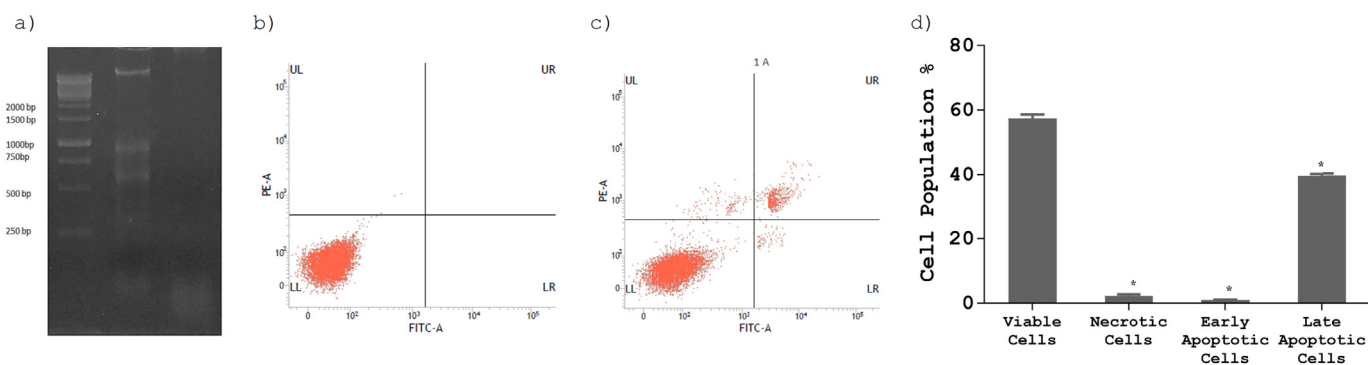 a)
2000 bp
1500 bp
1000bp
750bp
500 bp
250 bp
b)
UL
UR
LL
LR
PE-A
10^5
10^4
10^3
10^2
0
0
10^2
10^3
10^4
10^5
FITC-A
c)
1 A
UL
UR
LL
LR
PE-A
10^5
10^4
10^3
10^2
0
0
10^2
10^3
10^4
10^5
FITC-A
d)
Cell Population %
80
60
40
20
0
*
*
*
Viable
Cells
Necrotic
Cells
Early
Apoptotic
Cells
Late
Apoptotic
Cells